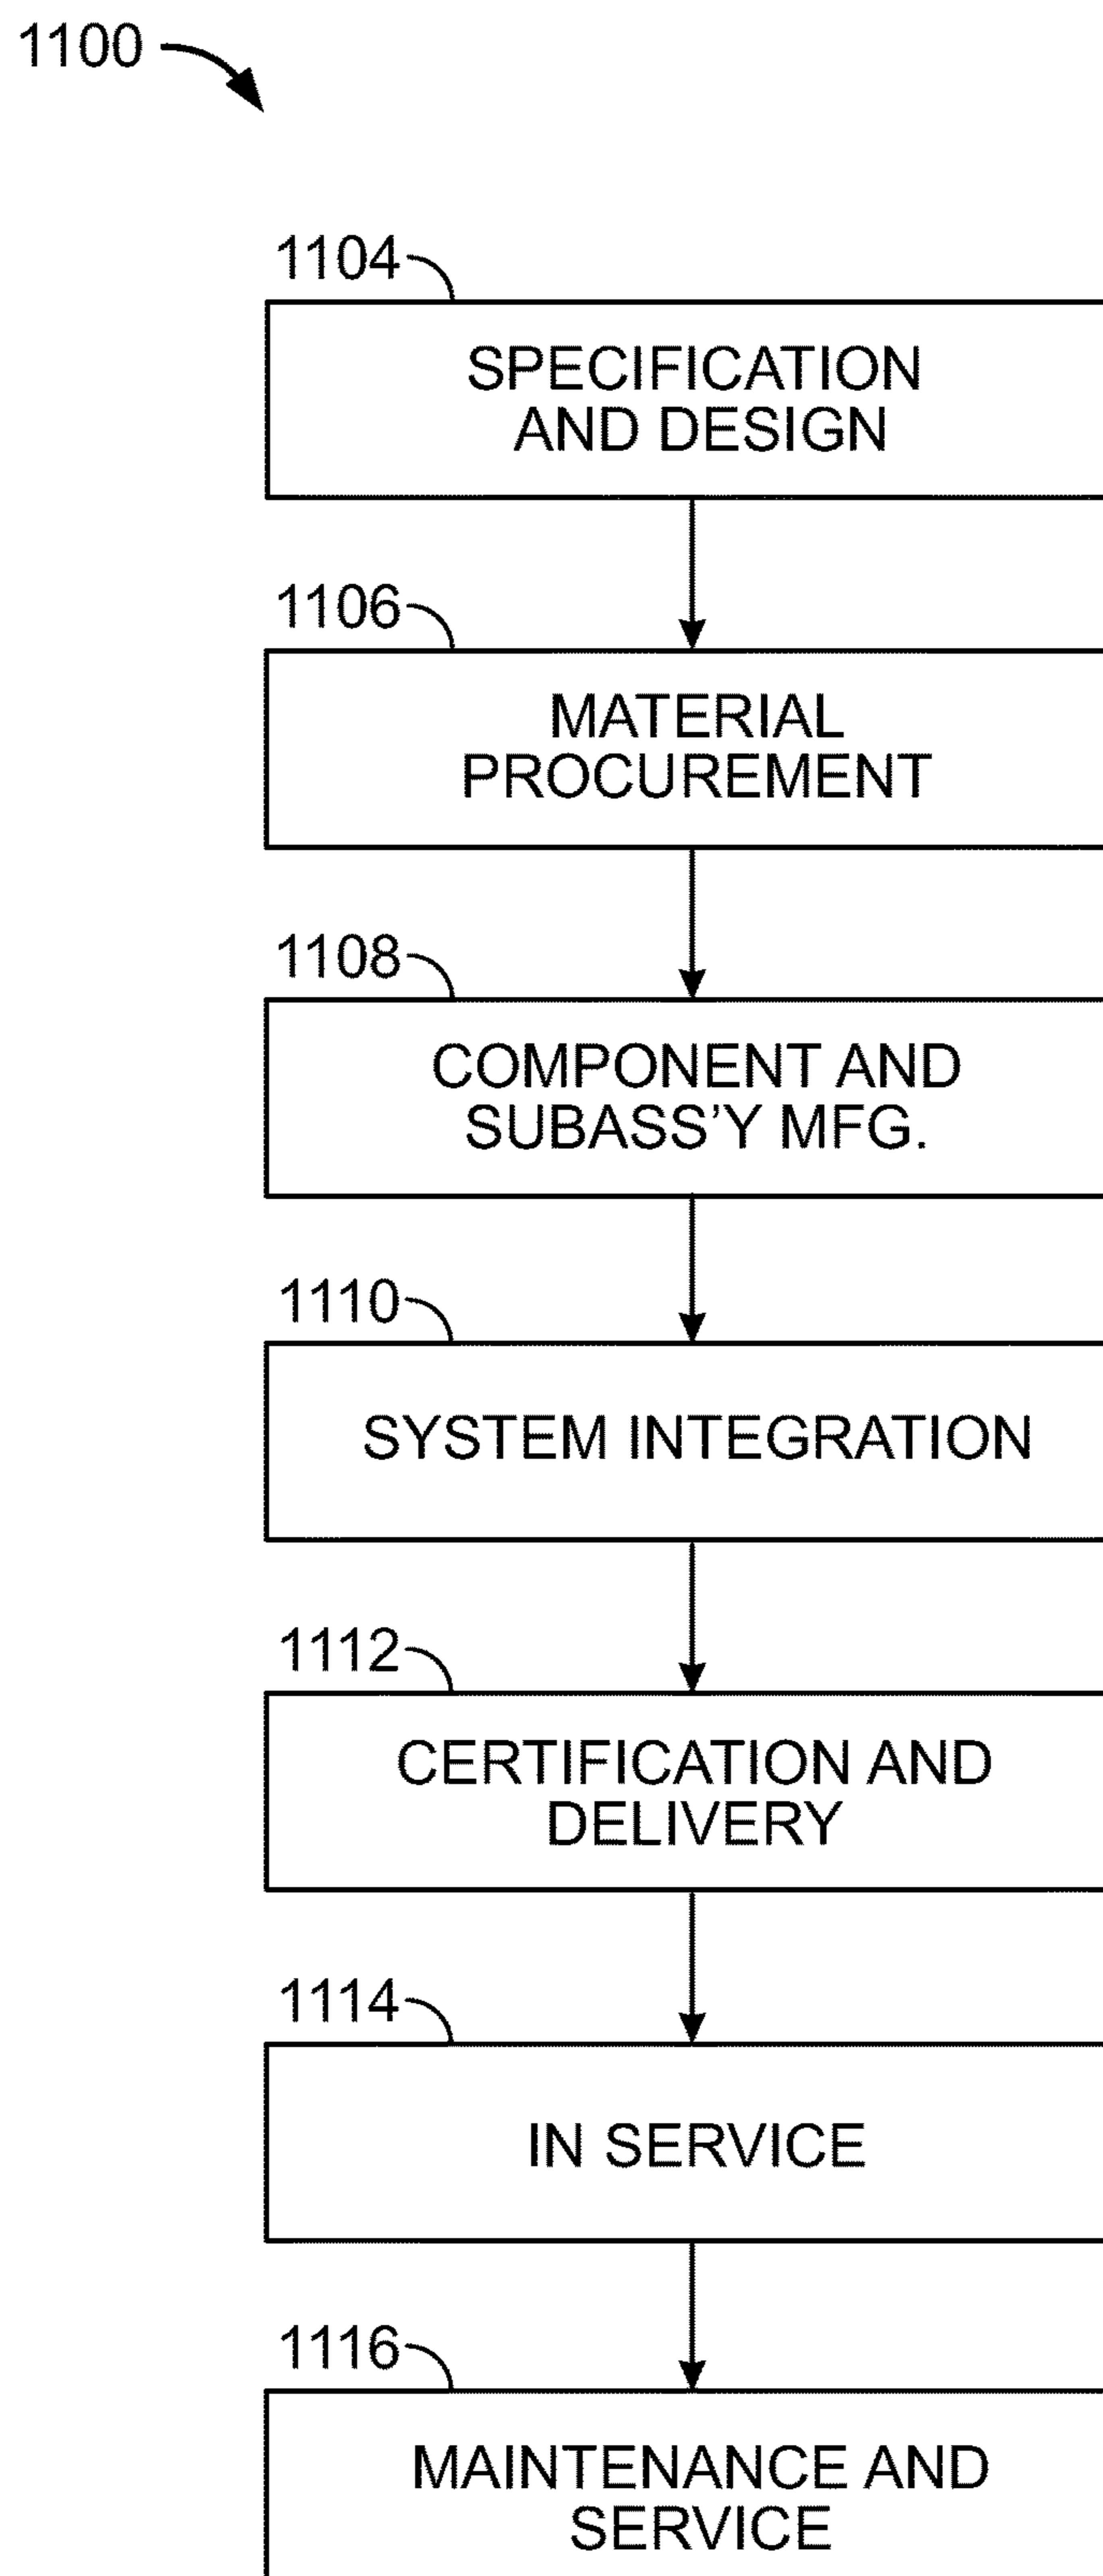 1100
1104
SPECIFICATION
AND DESIGN
1106
MATERIAL
PROCUREMENT
1108
COMPONENT AND
SUBASS’Y MFG.
1110
SYSTEM INTEGRATION
1112
CERTIFICATION AND
DELIVERY
1114
IN SERVICE
1116
MAINTENANCE AND
SERVICE